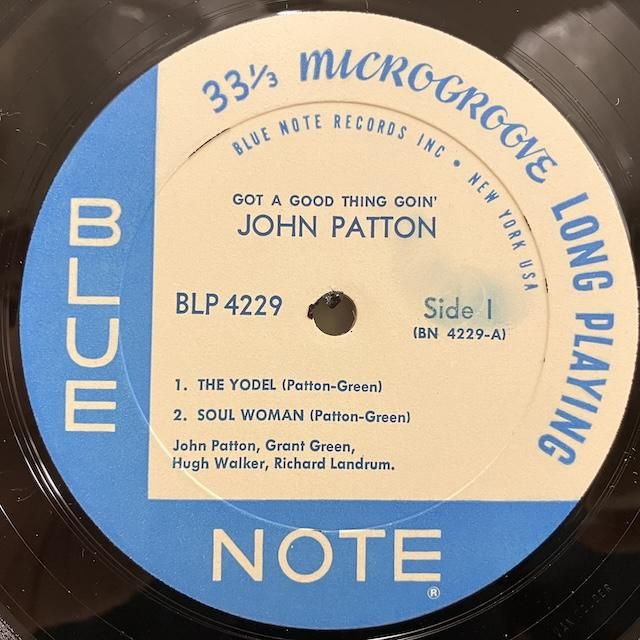 33⅓ MICROGROOVE LONG PLAYING
BLUE NOTE RECORDS INC • NEW YORK USA
GOT A GOOD THING GOIN'
JOHN PATTON
BLP 4229
Side 1
(BN 4229-A)
1. THE YODEL (Patton-Green)
2. SOUL WOMAN (Patton-Green)
John Patton, Grant Green,
Hugh Walker, Richard Landrum.
BLUE
NOTE
®